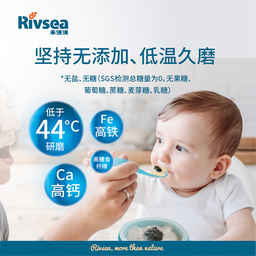 Rivsea
禾泱泱
坚持无添加、低温久磨
*无盐、无糖（SGS检测总糖量为0，无果糖、
葡萄糖、蔗糖、麦芽糖、乳糖）
低于
44°C
研磨
Fe
高铁
高膳食
纤维
Ca
高钙
Rivsea, more than nature